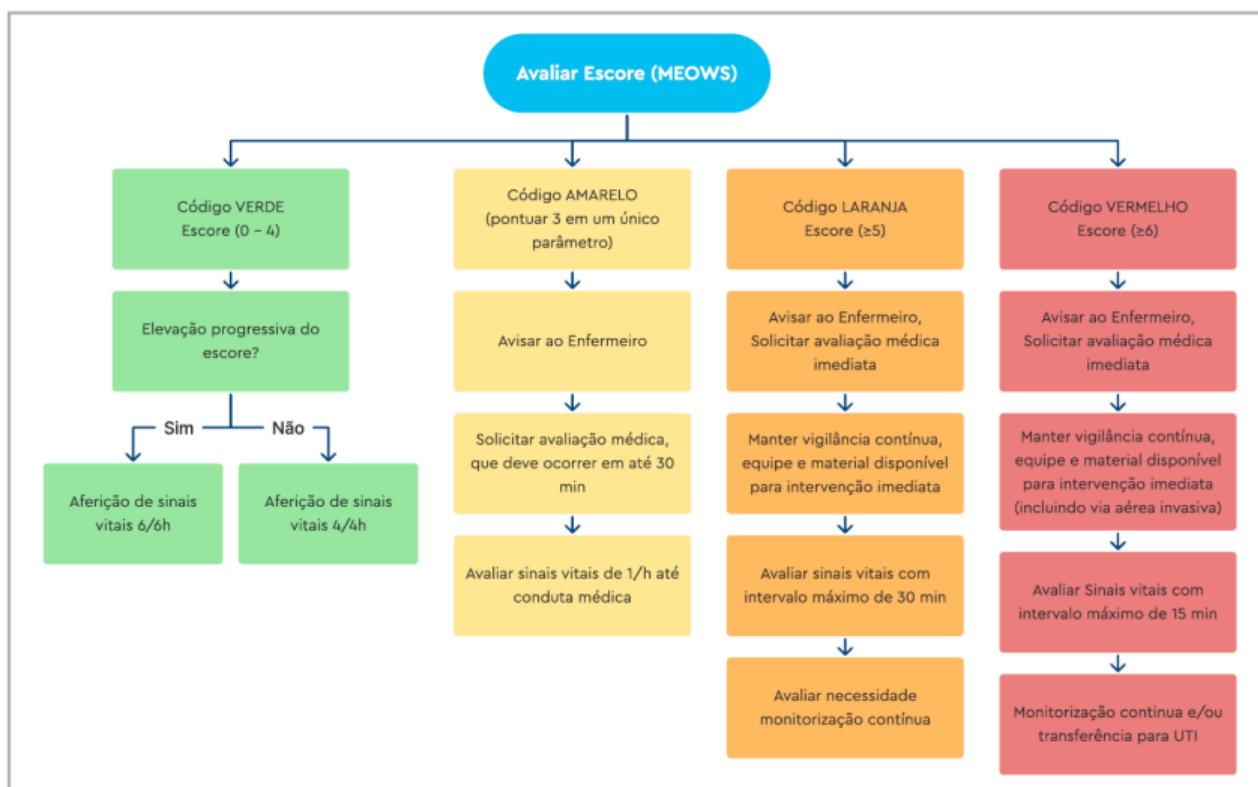 Avaliar Escore (MEOWS)
Código VERDE
Escore (0 – 4)
Elevação progressiva do
escore?
Sim
Não
Aferição de sinais
vitais 6/6h
Aferição de sinais
vitais 4/4h
Código AMARELO
(pontuar 3 em um único
parâmetro)
Avisar ao Enfermeiro
Solicitar avaliação médica,
que deve ocorrer em até 30
min
Avaliar sinais vitais de 1/h até
conduta médica
Código LARANJA
Escore (≥5)
Avisar ao Enfermeiro,
Solicitar avaliação médica
imediata
Manter vigilância contínua,
equipe e material disponível
para intervenção imediata
Avaliar sinais vitais com
intervalo máximo de 30 min
Avaliar necessidade
monitorização contínua
Código VERMELHO
Escore (≥6)
Avisar ao Enfermeiro,
Solicitar avaliação médica
imediata
Manter vigilância contínua,
equipe e material disponível
para intervenção imediata
(incluindo via aérea invasiva)
Avaliar Sinais vitais com
intervalo máximo de 15 min
Monitorização continua e/ou
transferência para UTI